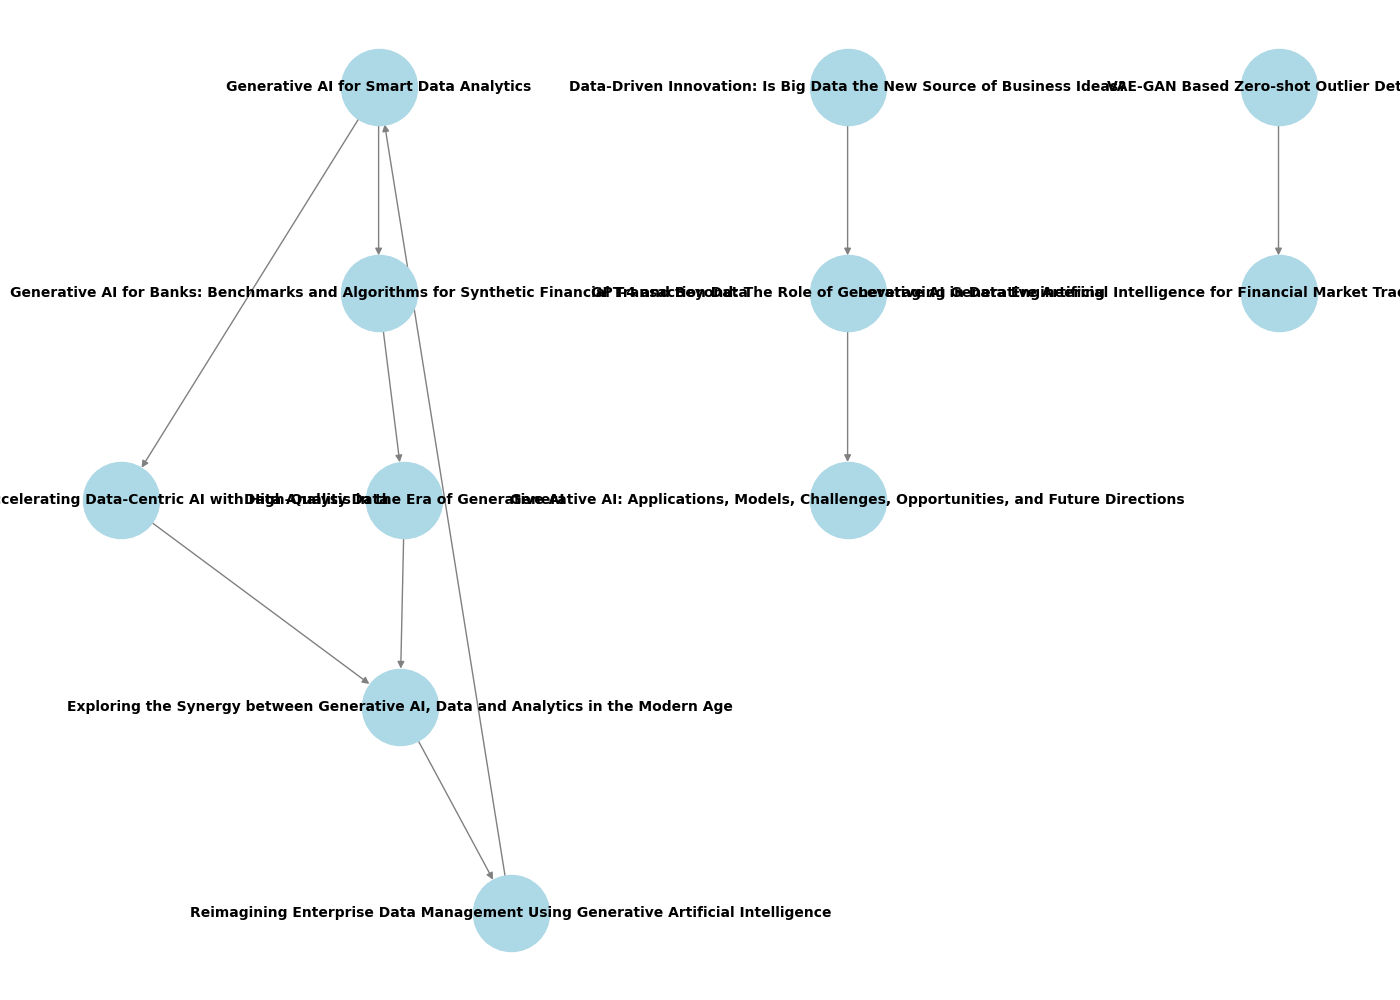 Generative AI for Smart Data Analytics
Data-Driven Innovation: Is Big Data the New Source of Business Ideas?
VAE-GAN Based Zero-shot Outlier Det
Generative AI for Banks: Benchmarks and Algorithms for Synthetic Financial Transaction Data
GPT-4 and Beyond: The Role of Generative AI in Data Engineering
Leveraging Generative Artificial Intelligence for Financial Market Trad
ccelerating Data-Centric AI with High-Quality Data
Data Analysis in the Era of Generative AI
Generative AI: Applications, Models, Challenges, Opportunities, and Future Directions
Exploring the Synergy between Generative AI, Data and Analytics in the Modern Age
Reimagining Enterprise Data Management Using Generative Artificial Intelligence